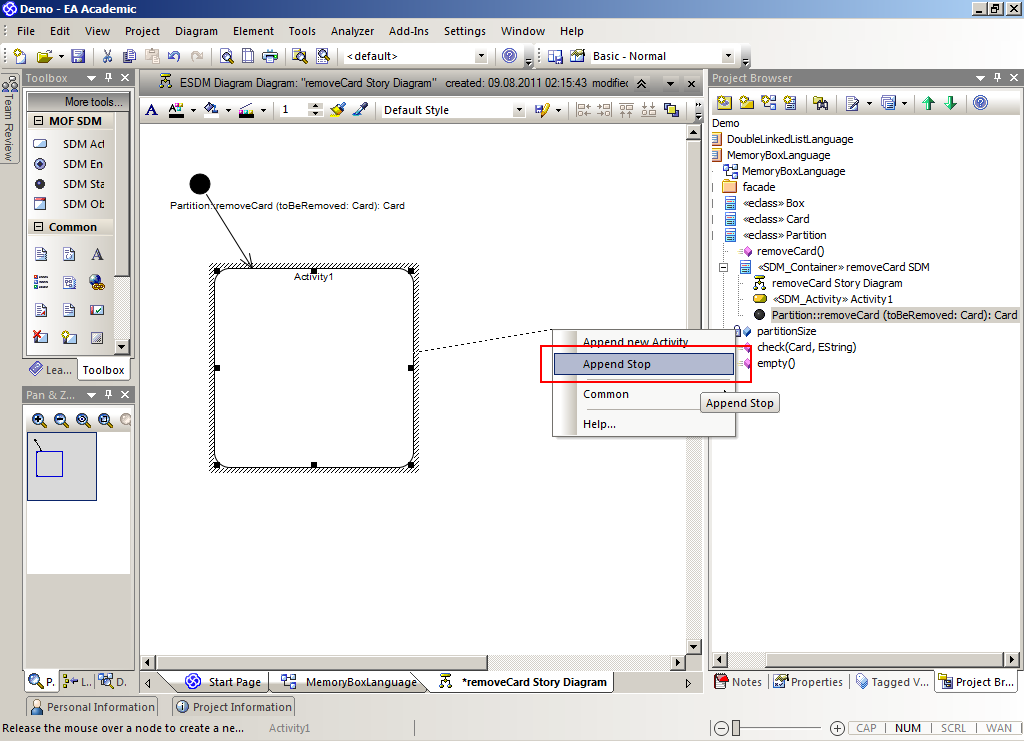 Demo - EA Academic
File Edit View Project Diagram Element Tools Analyzer Add-Ins Settings Window Help
<default> Basic - Normal
Team Review
Toolbox
More tools...
MOF SDM
SDM Act
SDM En
SDM Sta
SDM Ob
Common
Lea... Toolbox
Pan & Z...
P. L.. D.
ESDM Diagram Diagram: "removeCard Story Diagram" created: 09.08.2011 02:15:43 modified
A A 1 Default Style
Partition::removeCard (toBeRemoved: Card): Card
Activity1
Append new Activity
Append Stop
Common
Help...
Append Stop
Start Page MemoryBoxLanguage *removeCard Story Diagram
Project Browser
Demo
DoubleLinkedListLanguage
MemoryBoxLanguage
MemoryBoxLanguage
facade
«eclass» Box
«eclass» Card
«eclass» Partition
removeCard()
«SDM_Container» removeCard SDM
removeCard Story Diagram
«SDM_Activity» Activity1
Partition::removeCard (toBeRemoved: Card): Card
partitionSize
check(Card, EString)
empty()
Notes Properties Tagged V... Project Br...
Personal Information Project Information
Release the mouse over a node to create a ne... Activity1 CAP NUM SCRL WAN